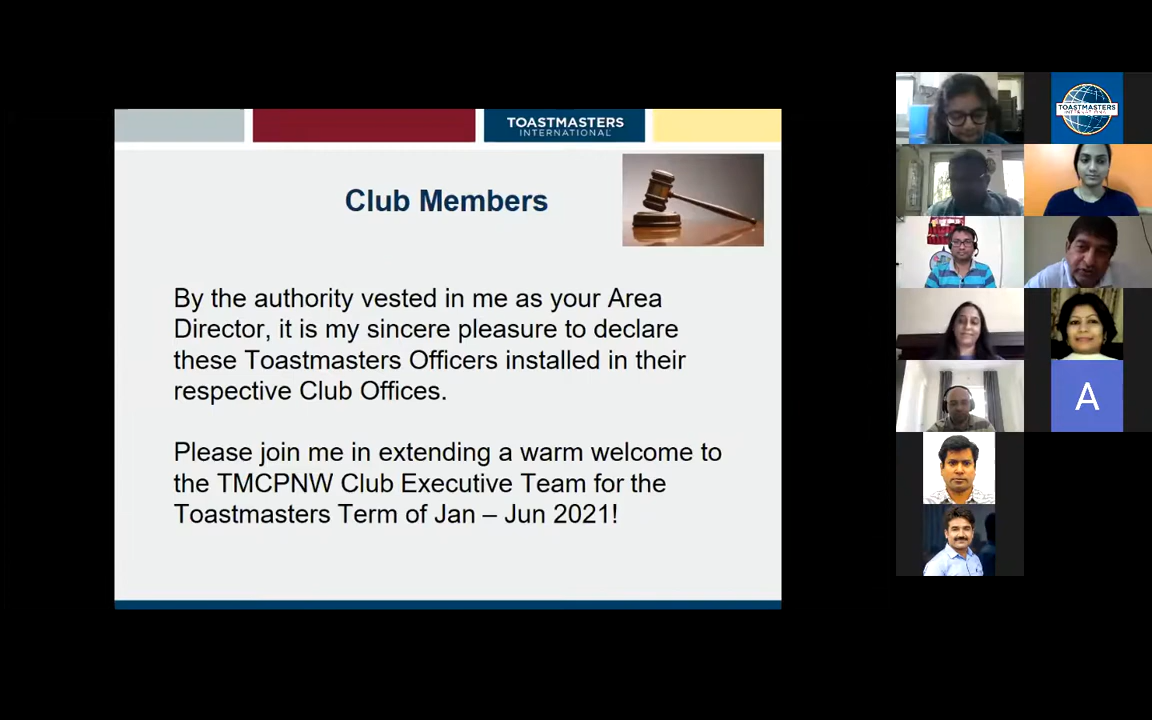 TOASTMASTERS
INTERNATIONAL
Club Members
By the authority vested in me as your Area
Director, it is my sincere pleasure to declare
these Toastmasters Officers installed in their
respective Club Offices.
Please join me in extending a warm welcome to
the TMCPNW Club Executive Team for the
Toastmasters Term of Jan – Jun 2021!
TOASTMASTERS
INTERNATIONAL
A